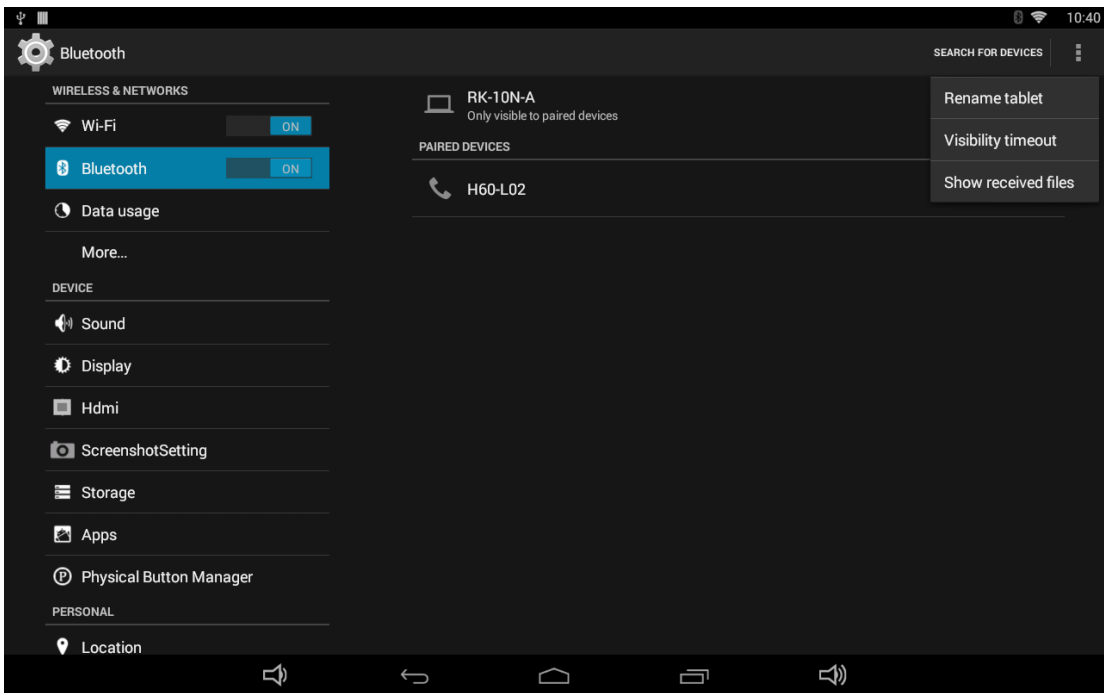 10:40
Bluetooth
SEARCH FOR DEVICES
WIRELESS & NETWORKS
Wi-Fi
ON
Bluetooth
ON
Data usage
More...
DEVICE
Sound
Display
Hdmi
ScreenshotSetting
Storage
Apps
Physical Button Manager
PERSONAL
Location
RK-10N-A
Only visible to paired devices
PAIRED DEVICES
H60-L02
Rename tablet
Visibility timeout
Show received files